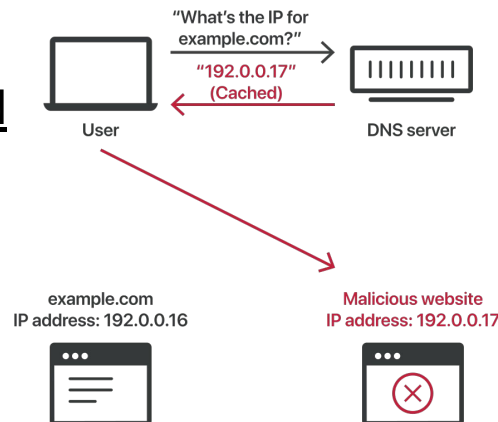 “What's the IP for
example.com?”
“192.0.0.17”
(Cached)
User
DNS server
example.com
IP address: 192.0.0.16
Malicious website
IP address: 192.0.0.17